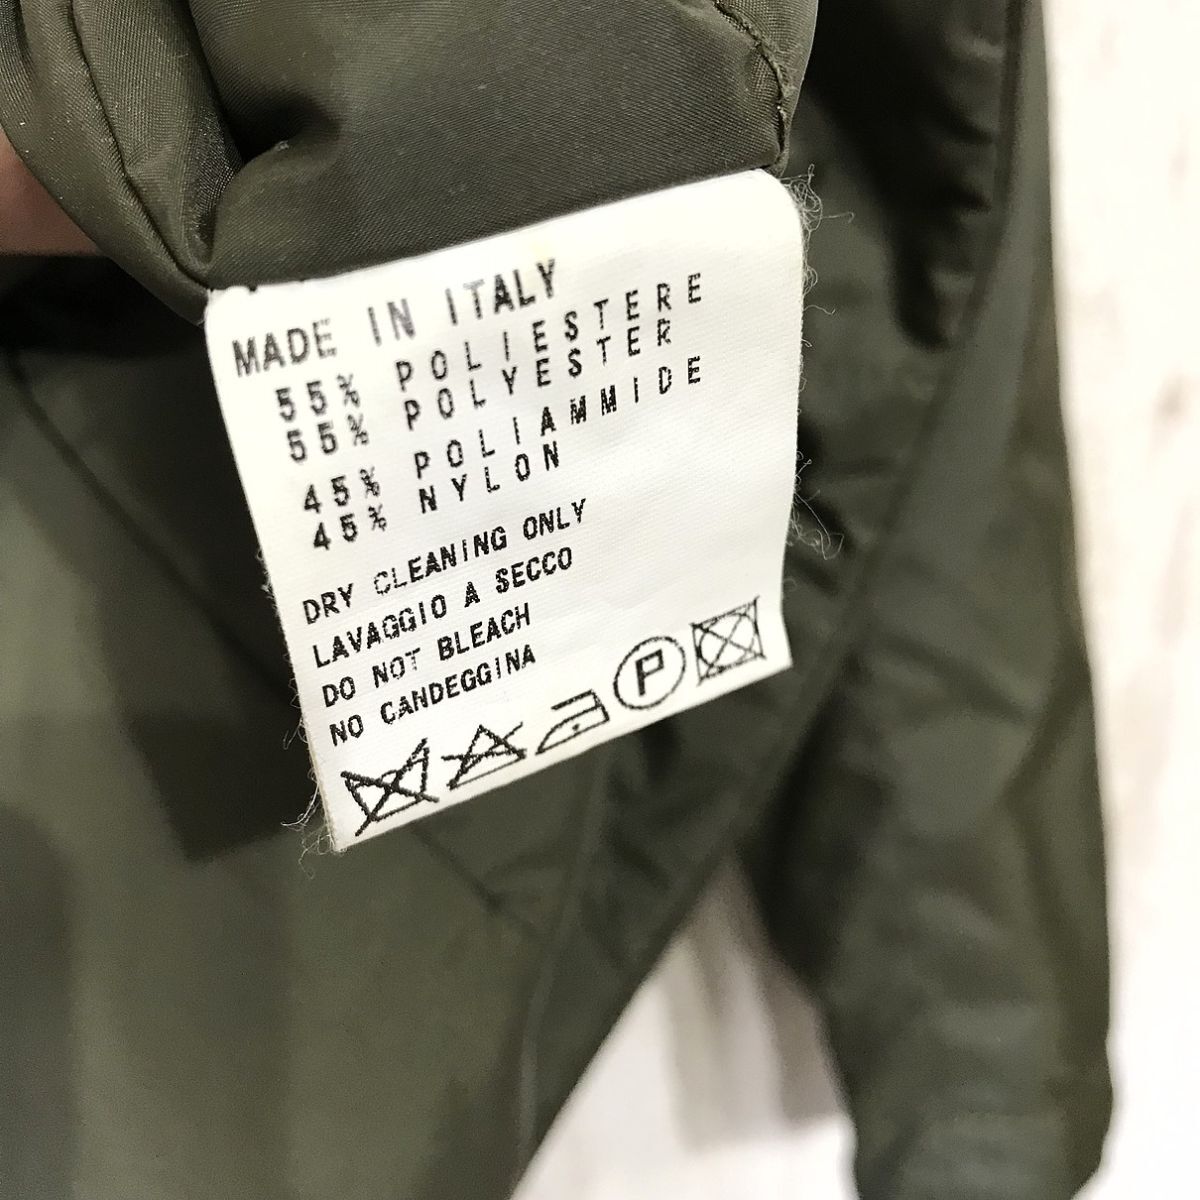 MADE IN ITALY
55% POLIESTERE
55% POLYESTER
45% POLIAMMIDE
45% NYLON
DRY CLEANING ONLY
LAVAGGIO A SECCO
DO NOT BLEACH
NO CANDEGGINA
P